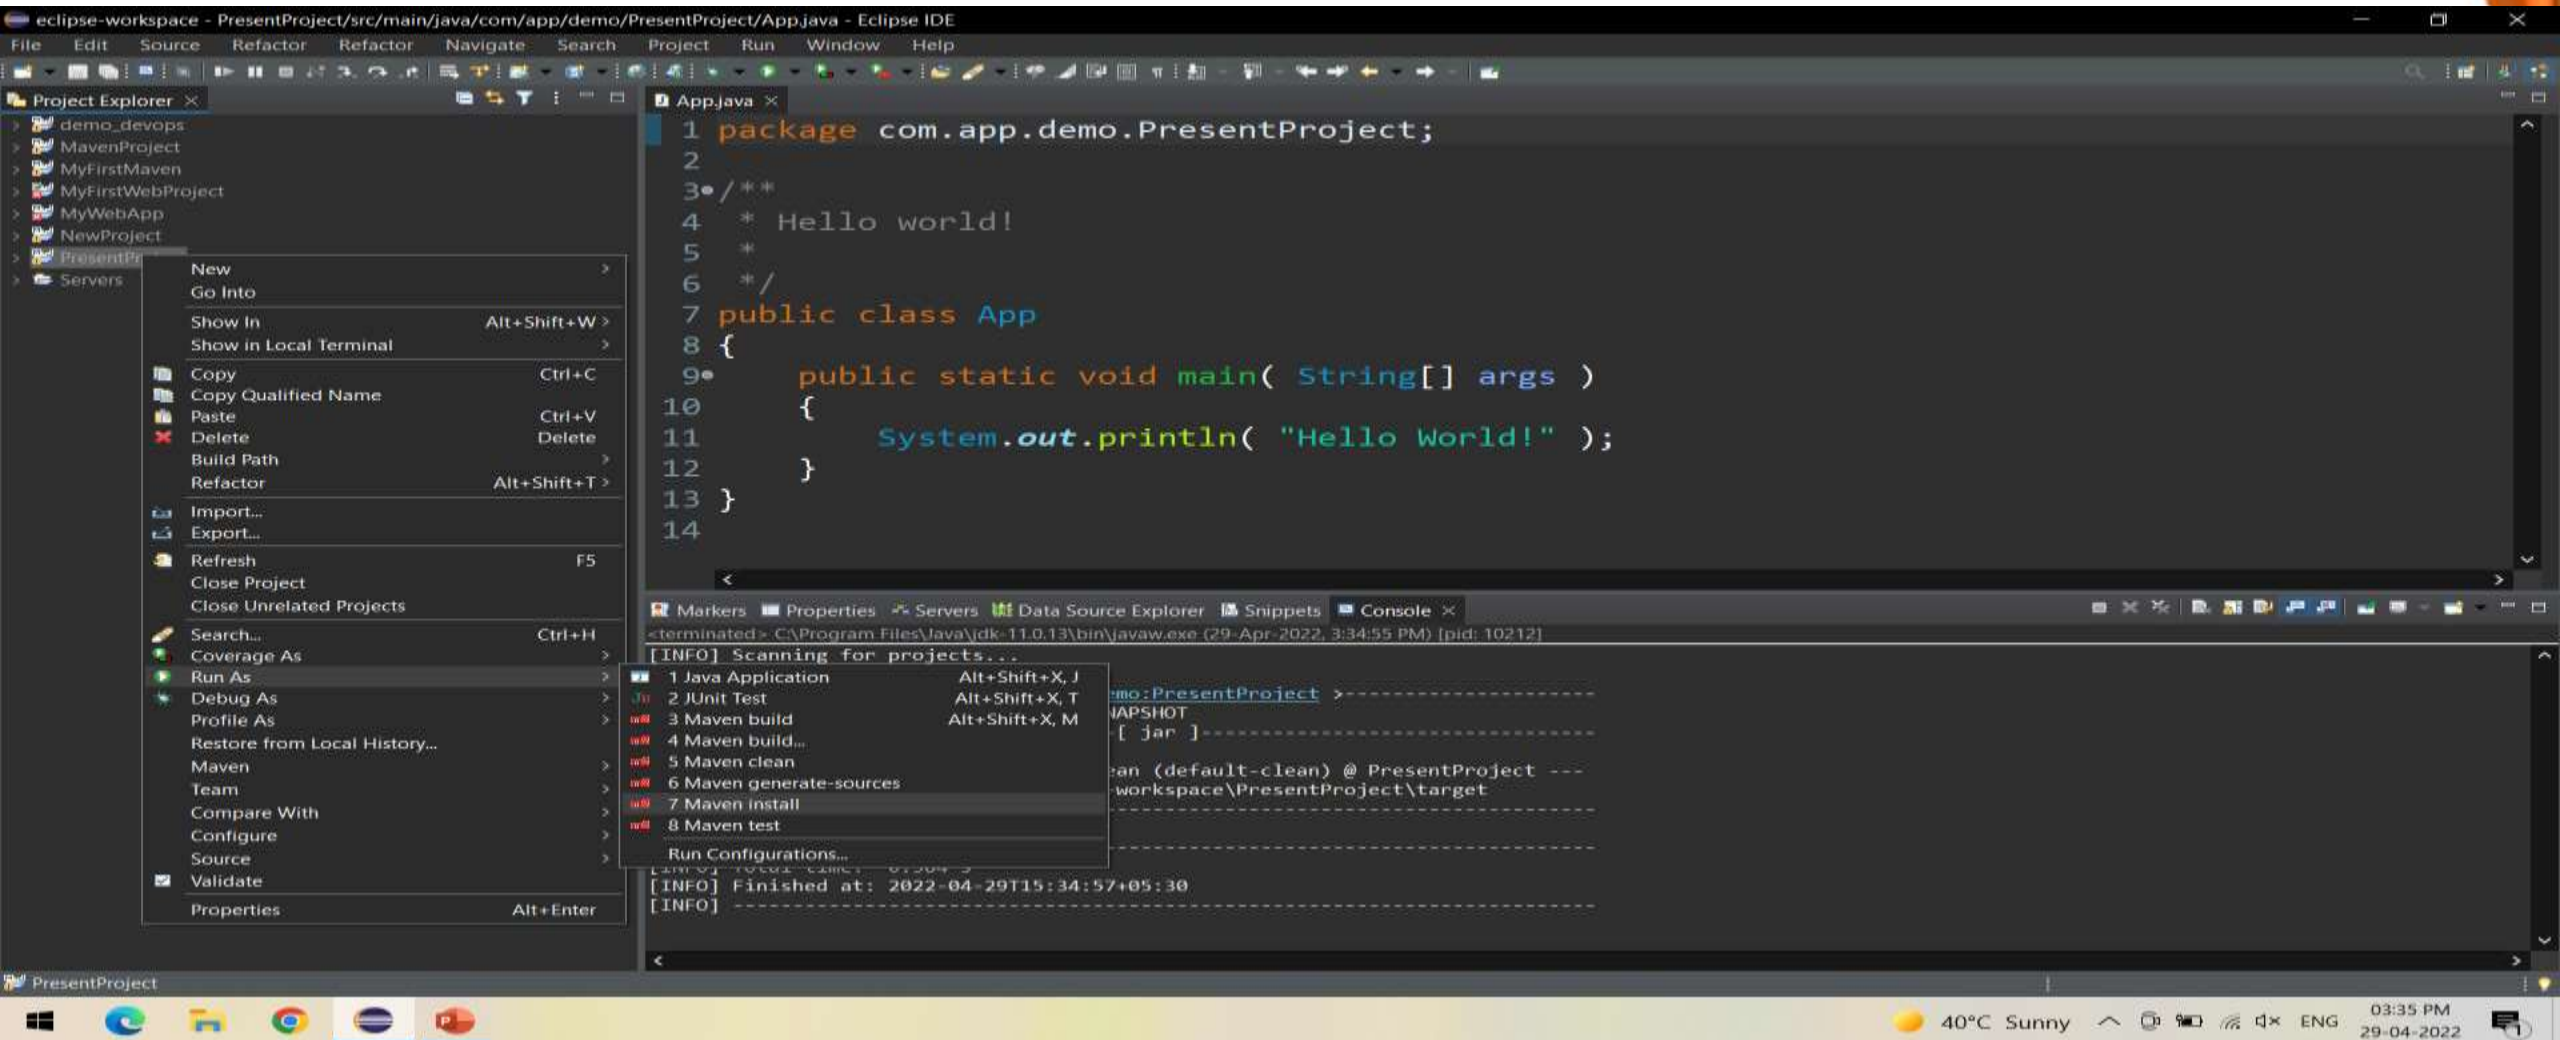 eclipse-workspace - PresentProject/src/main/java/com/app/demo/PresentProject/App.java - Eclipse IDE
File Edit Source Refactor Refactor Navigate Search Project Run Window Help
Project Explorer
demo_devops
MavenProject
MyFirstMaven
MyFirstWebProject
MyWebApp
NewProject
PresentPr
Servers
New
Go Into
Show In Alt+Shift+W >
Show in Local Terminal
Copy Ctrl+C
Copy Qualified Name
Paste Ctrl+V
Delete Delete
Build Path
Refactor Alt+Shift+T >
Import...
Export...
Refresh F5
Close Project
Close Unrelated Projects
Search... Ctrl+H
Coverage As
Run As
Debug As
Profile As
Restore from Local History...
Maven
Team
Compare With
Configure
Source
Validate
Properties Alt+Enter
1 Java Application Alt+Shift+X, J
2 JUnit Test Alt+Shift+X, T
3 Maven build Alt+Shift+X, M
4 Maven build...
5 Maven clean
6 Maven generate-sources
7 Maven install
8 Maven test
Run Configurations...
App.java
1 package com.app.demo.PresentProject;
2
3 /**
4 * Hello world!
5 *
6 */
7 public class App
8 {
9 public static void main( String[] args )
10 {
11 System.out.println( "Hello World!" );
12 }
13 }
14
Markers Properties Servers Data Source Explorer Snippets Console
<terminated> C:\Program Files\Java\jdk-11.0.13\bin\javaw.exe (29-Apr-2022, 3:34:55 PM) [pid: 10212]
[INFO] Scanning for projects...
emo:PresentProject >---------------------
NAPSHOT
-[ jar ]---------------------------------
ean (default-clean) @ PresentProject ---
workspace\PresentProject\target
[INFO] Finished at: 2022-04-29T15:34:57+05:30
[INFO] ------------------------------------------------------------------------
PresentProject
40°C Sunny ENG 03:35 PM
29-04-2022